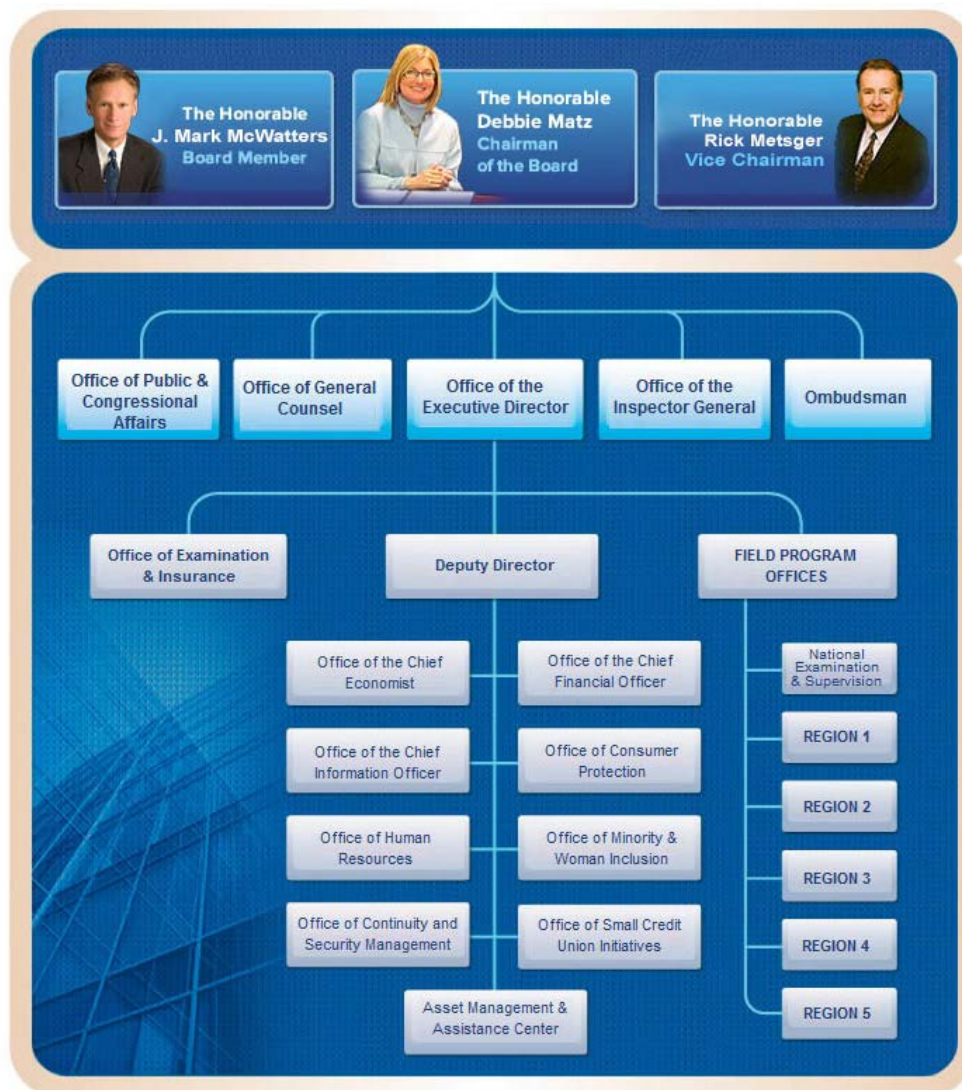 The Honorable
J. Mark McWatters
Board Member
The Honorable
Debbie Matz
Chairman
of the Board
The Honorable
Rick Metsger
Vice Chairman
Office of Public &
Congressional
Affairs
Office of General
Counsel
Office of the
Executive Director
Office of the
Inspector General
Ombudsman
Office of Examination
& Insurance
Deputy Director
FIELD PROGRAM
OFFICES
Office of the Chief
Economist
Office of the Chief
Financial Officer
National
Examination
& Supervision
Office of the Chief
Information Officer
Office of Consumer
Protection
REGION 1
REGION 2
Office of Human
Resources
Office of Minority &
Woman Inclusion
REGION 3
Office of Continuity and
Security Management
Office of Small Credit
Union Initiatives
REGION 4
Asset Management &
Assistance Center
REGION 5